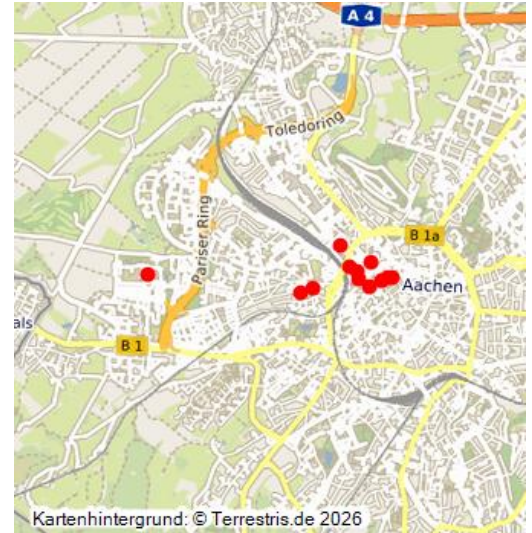 A 4
Toledoring
Pariser Ring
B 1a
Aachen
als
B 1
Kartenhintergrund: © Terrestris.de 2026